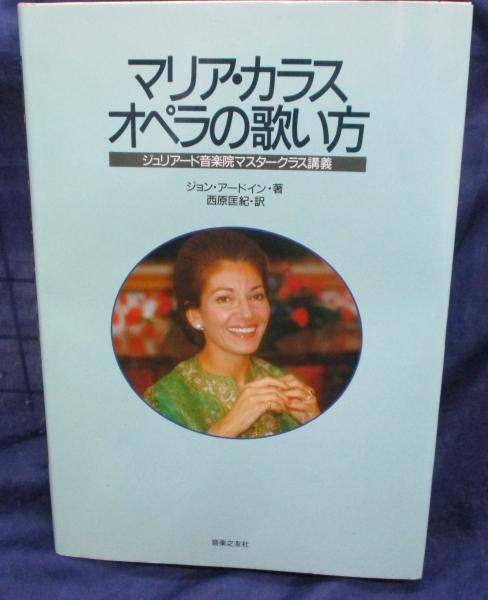 マリア・カラス
オペラの歌い方
ジュリアード音楽院マスタークラス講義
ジョン・アードイン・著
西原匡紀・訳
音楽之友社